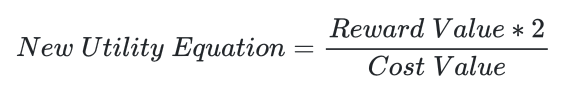 New Utility Equation = Reward Value * 2
Cost Value